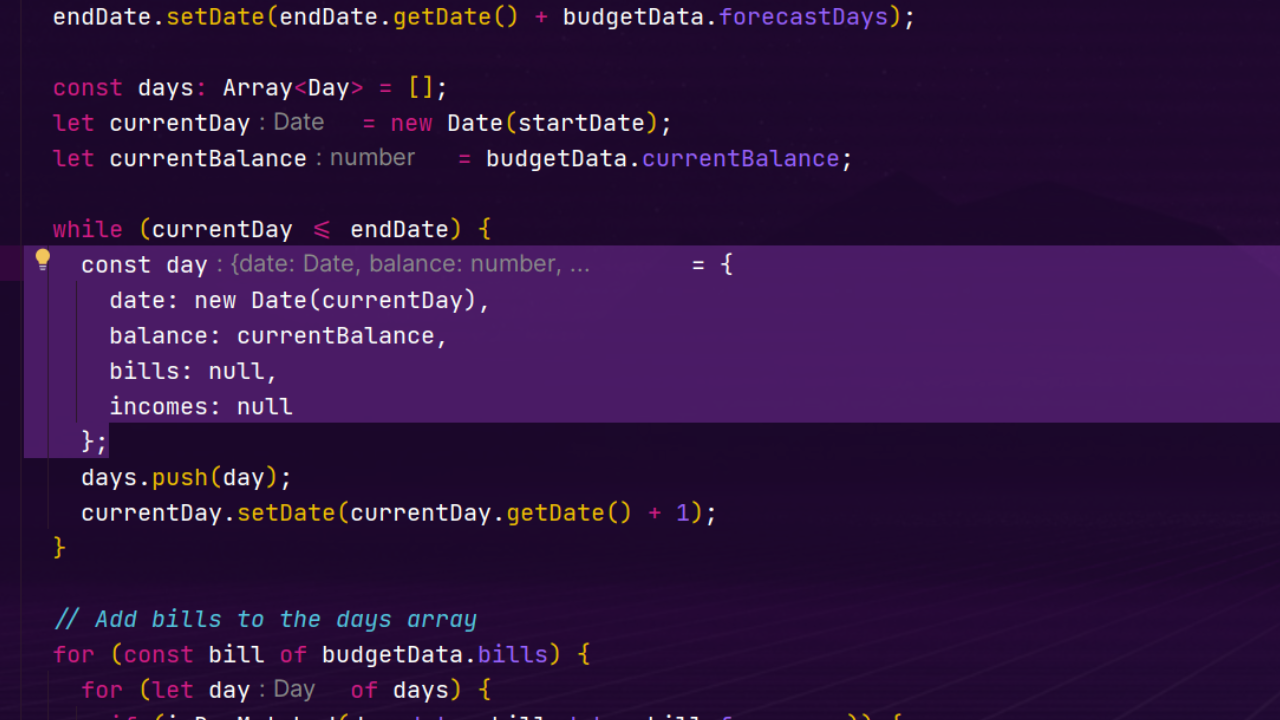 endDate.setDate(endDate.getDate() + budgetData.forecastDays);
const days: Array<Day> = [];
let currentDay : Date = new Date(startDate);
let currentBalance : number = budgetData.currentBalance;
while (currentDay <= endDate) {
const day : {date: Date, balance: number, ... = {
date: new Date(currentDay),
balance: currentBalance,
bills: null,
incomes: null
};
days.push(day);
currentDay.setDate(currentDay.getDate() + 1);
}
// Add bills to the days array
for (const bill of budgetData.bills) {
for (let day : Day of days) {